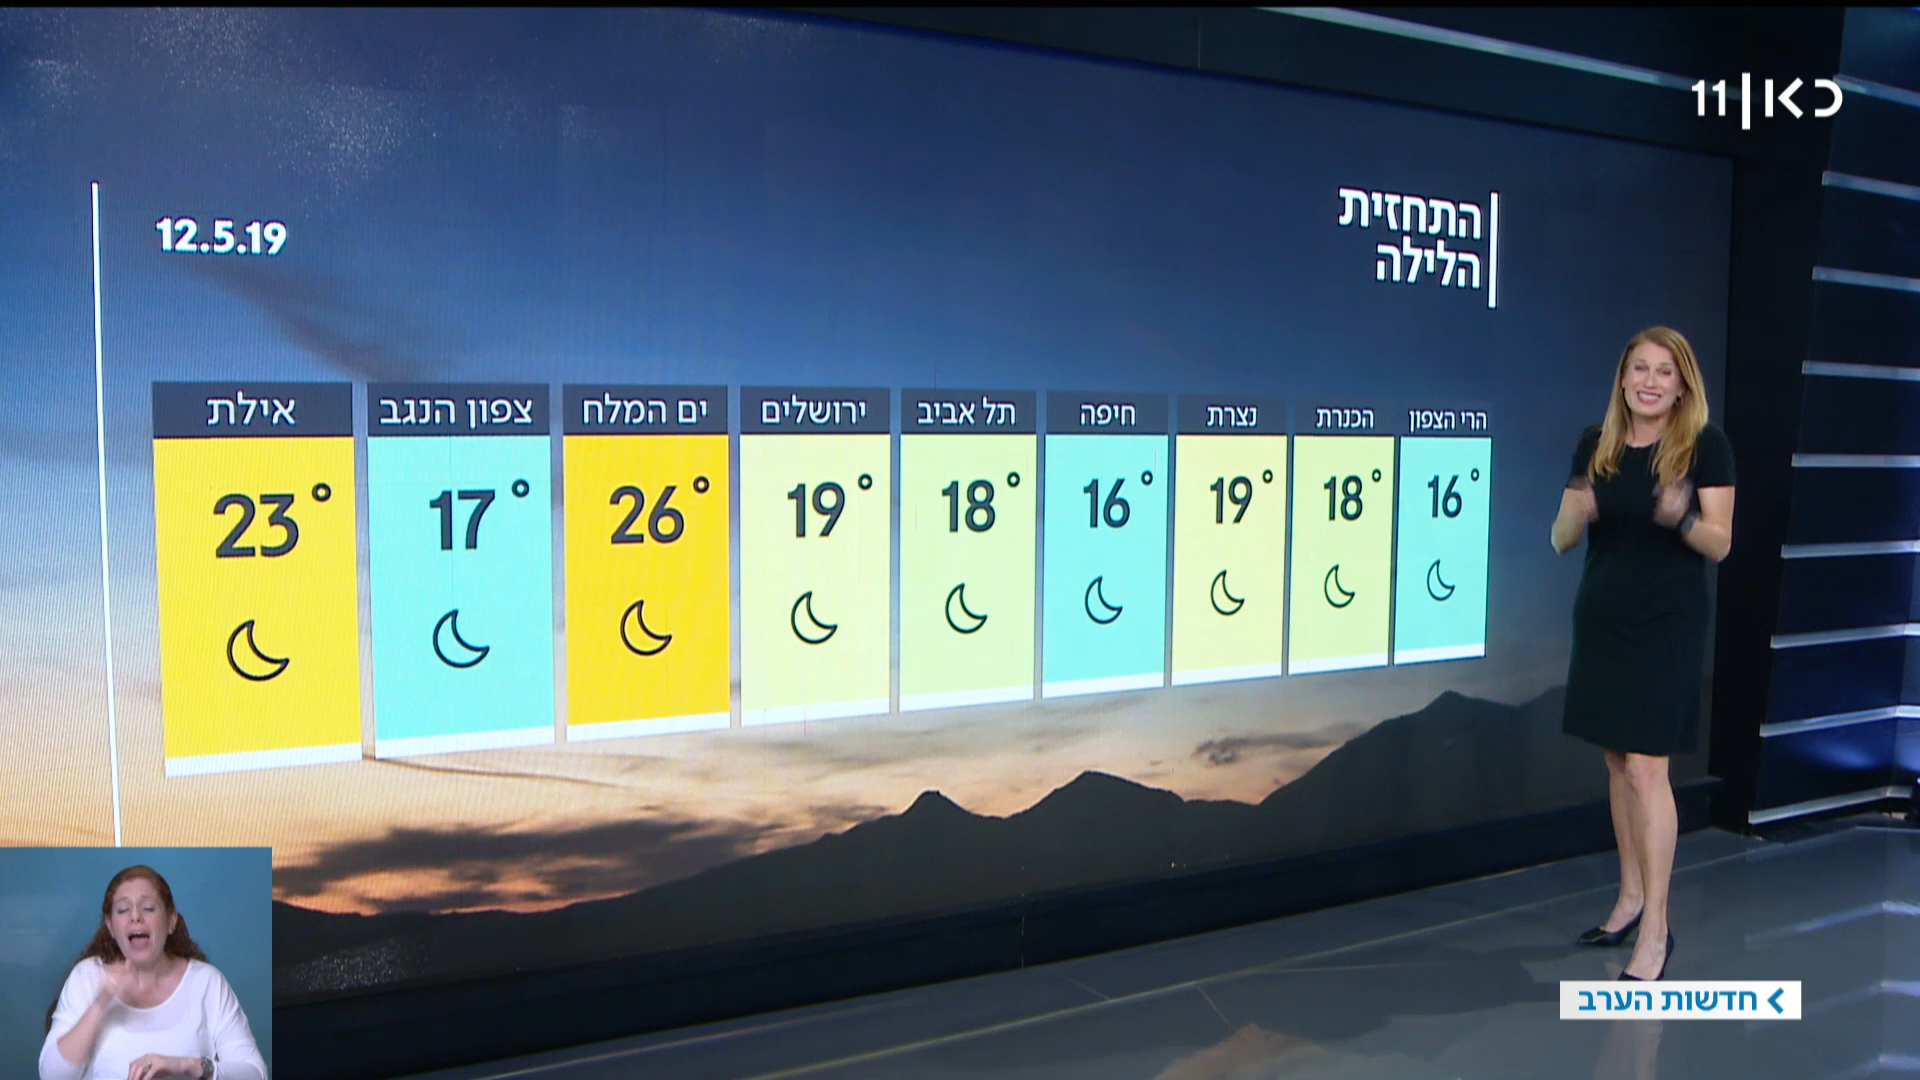 כאן 11
התחזית
הלילה
12.5.19
הרי הצפון
16°
הכנרת
18°
נצרת
19°
חיפה
16°
תל אביב
18°
ירושלים
19°
ים המלח
26°
צפון הנגב
17°
אילת
23°
חדשות הערב